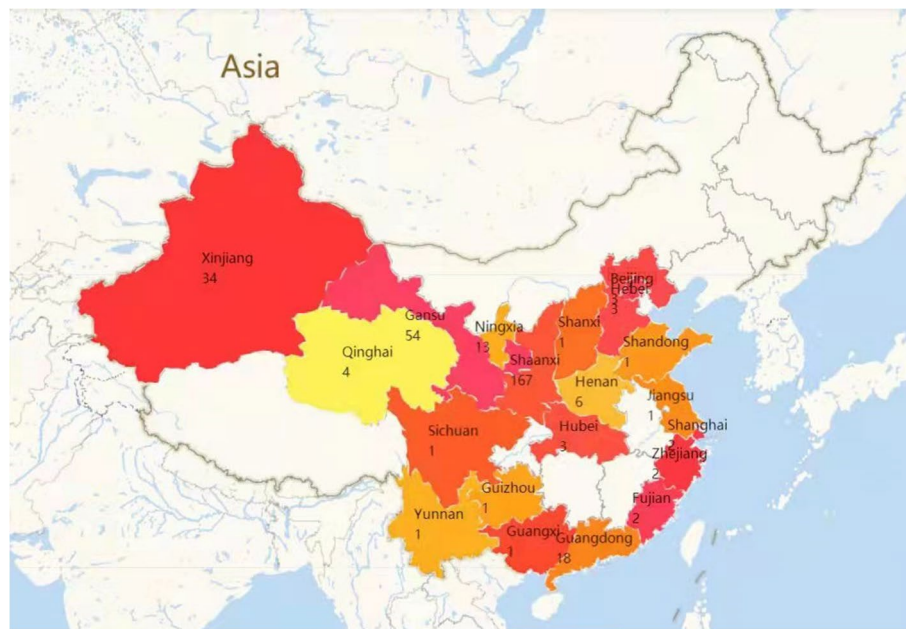 Asia
Xinjiang
34
Gansu
54
Qinghai
4
Ningxia
13
Shaanxi
167
Shanxi
1
Beijing
3
Hebei
3
Shandong
1
Henan
6
Jiangsu
1
Shanghai
2
Zhejiang
2
Hubei
3
Sichuan
1
Guizhou
1
Yunnan
1
Guangxi
1
Guangdong
18
Fujian
2